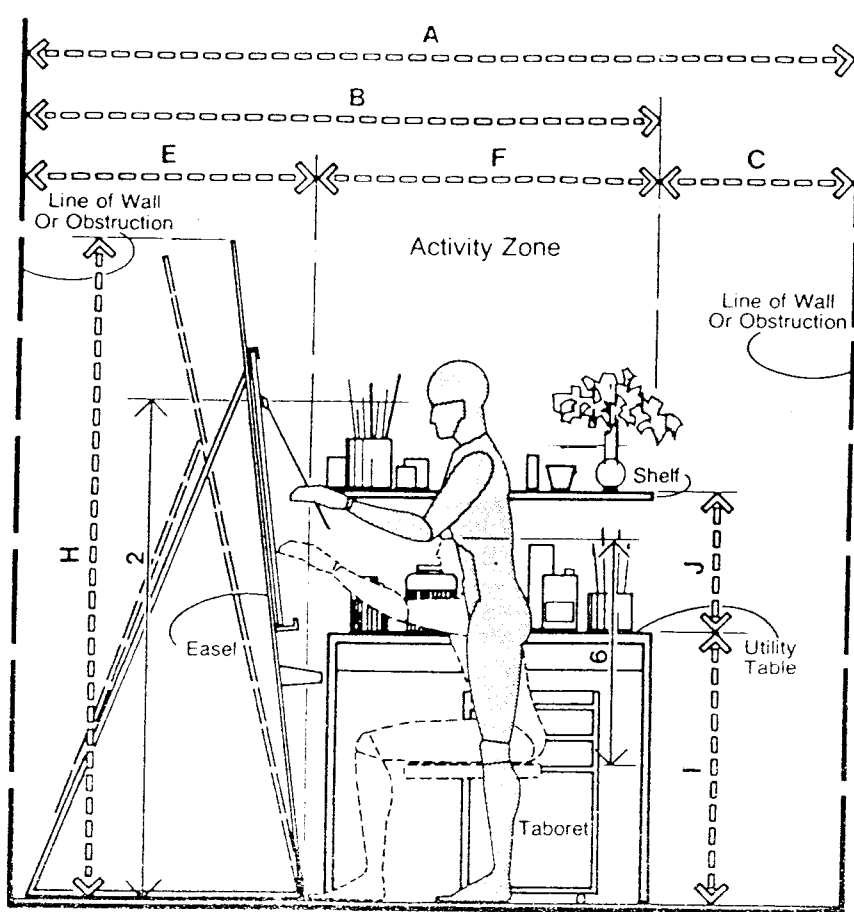 A
B
E
F
C
Line of Wall
Or Obstruction
Activity Zone
Line of Wall
Or Obstruction
Shelf
H
2
J
Easel
6
Utility
Table
I
Taboret